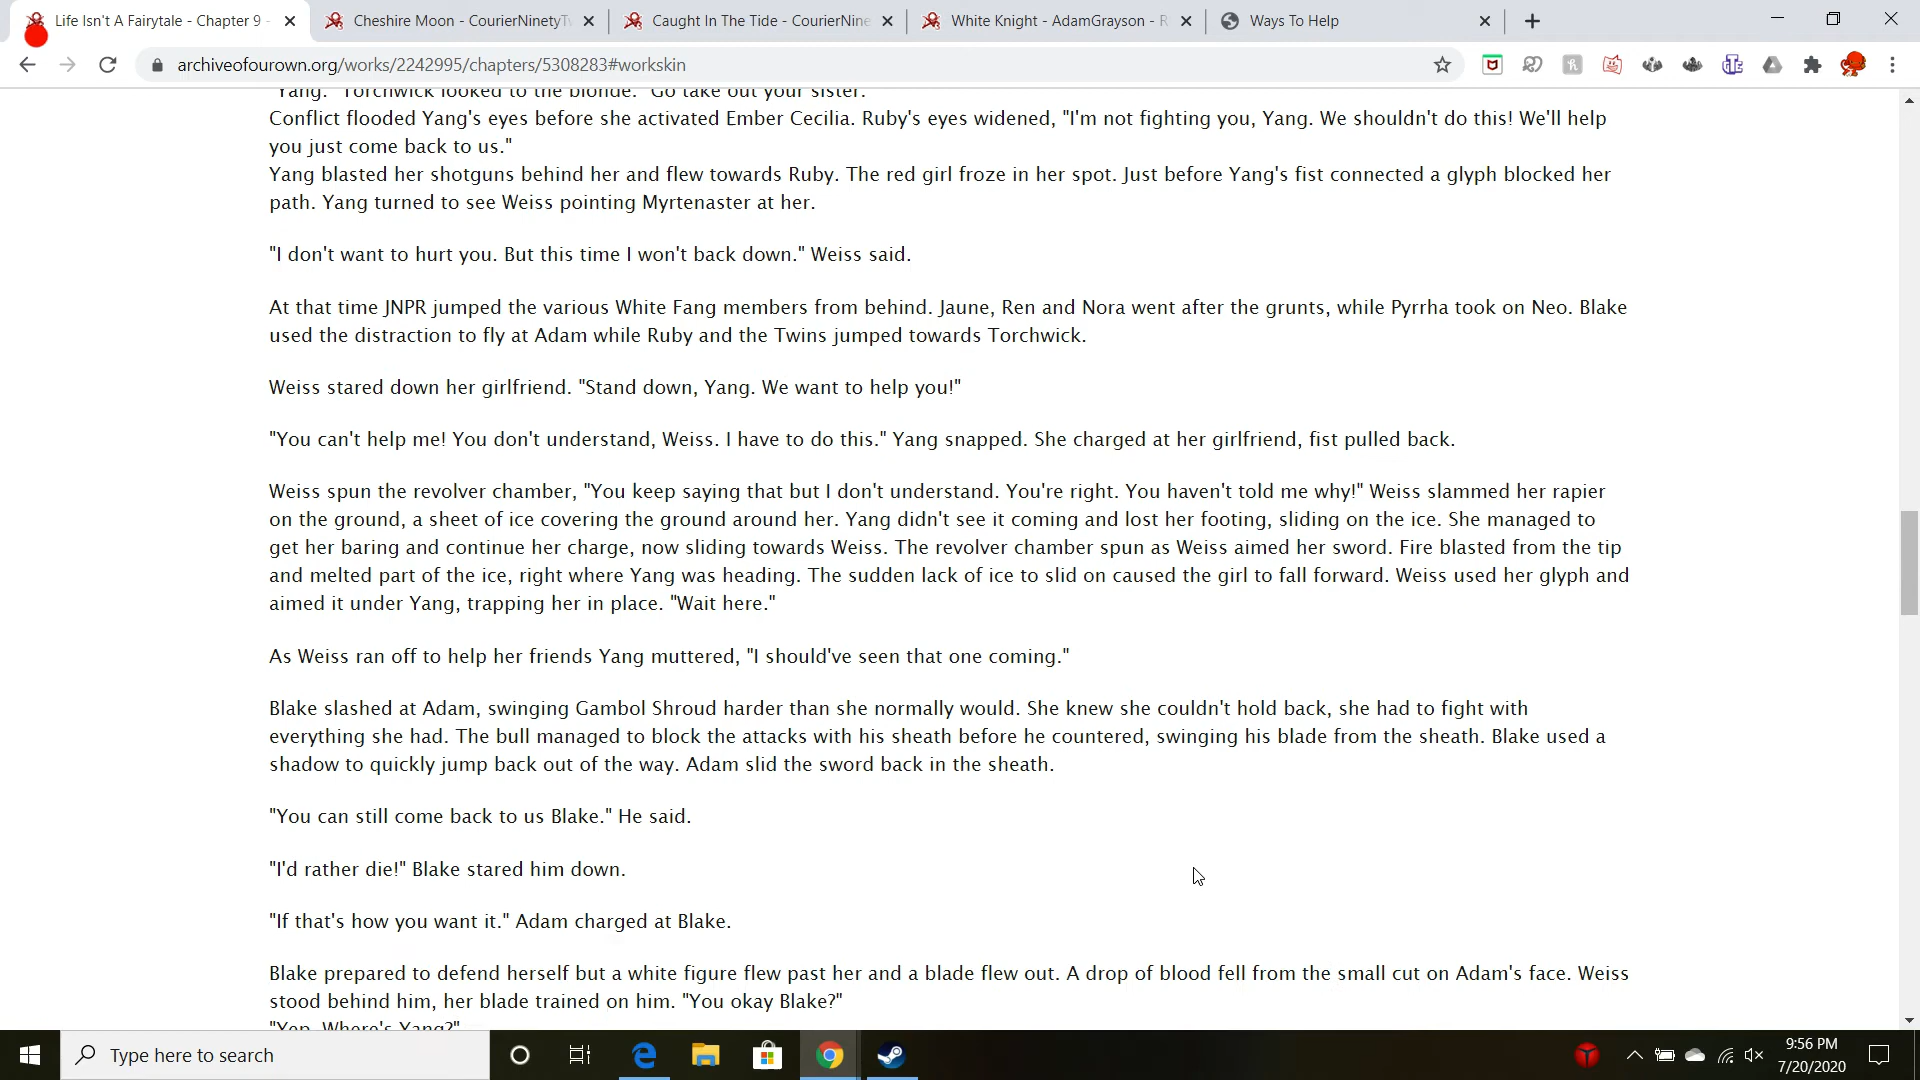 Life Isn't A Fairytale - Chapter 9 -
Cheshire Moon - CourierNinetyTw
Caught In The Tide - CourierNine
White Knight - AdamGrayson - R
Ways To Help
archiveofourown.org/works/2242995/chapters/5308283#workskin
"Yang." Torchwick looked to the blonde. "Go take out your sister."
Conflict flooded Yang's eyes before she activated Ember Cecilia. Ruby's eyes widened, "I'm not fighting you, Yang. We shouldn't do this! We'll help
you just come back to us."
Yang blasted her shotguns behind her and flew towards Ruby. The red girl froze in her spot. Just before Yang's fist connected a glyph blocked her
path. Yang turned to see Weiss pointing Myrtenaster at her.
"I don't want to hurt you. But this time I won't back down." Weiss said.
At that time JNPR jumped the various White Fang members from behind. Jaune, Ren and Nora went after the grunts, while Pyrrha took on Neo. Blake
used the distraction to fly at Adam while Ruby and the Twins jumped towards Torchwick.
Weiss stared down her girlfriend. "Stand down, Yang. We want to help you!"
"You can't help me! You don't understand, Weiss. I have to do this." Yang snapped. She charged at her girlfriend, fist pulled back.
Weiss spun the revolver chamber, "You keep saying that but I don't understand. You're right. You haven't told me why!" Weiss slammed her rapier
on the ground, a sheet of ice covering the ground around her. Yang didn't see it coming and lost her footing, sliding on the ice. She managed to
get her baring and continue her charge, now sliding towards Weiss. The revolver chamber spun as Weiss aimed her sword. Fire blasted from the tip
and melted part of the ice, right where Yang was heading. The sudden lack of ice to slid on caused the girl to fall forward. Weiss used her glyph and
aimed it under Yang, trapping her in place. "Wait here."
As Weiss ran off to help her friends Yang muttered, "I should've seen that one coming."
Blake slashed at Adam, swinging Gambol Shroud harder than she normally would. She knew she couldn't hold back, she had to fight with
everything she had. The bull managed to block the attacks with his sheath before he countered, swinging his blade from the sheath. Blake used a
shadow to quickly jump back out of the way. Adam slid the sword back in the sheath.
"You can still come back to us Blake." He said.
"I'd rather die!" Blake stared him down.
"If that's how you want it." Adam charged at Blake.
Blake prepared to defend herself but a white figure flew past her and a blade flew out. A drop of blood fell from the small cut on Adam's face. Weiss
stood behind him, her blade trained on him. "You okay Blake?"
"Yep. Where's Yang?"
Type here to search
9:56 PM
7/20/2020